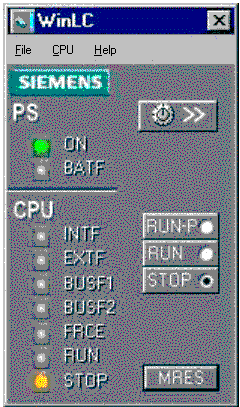 WinLC
File CPU Help
SIEMENS
PS
ON
BATF
CPU
INTF
EXTF
BUSF1
BUSF2
FRCE
RUN
STOP
RUN-P
RUN
STOP
MRES